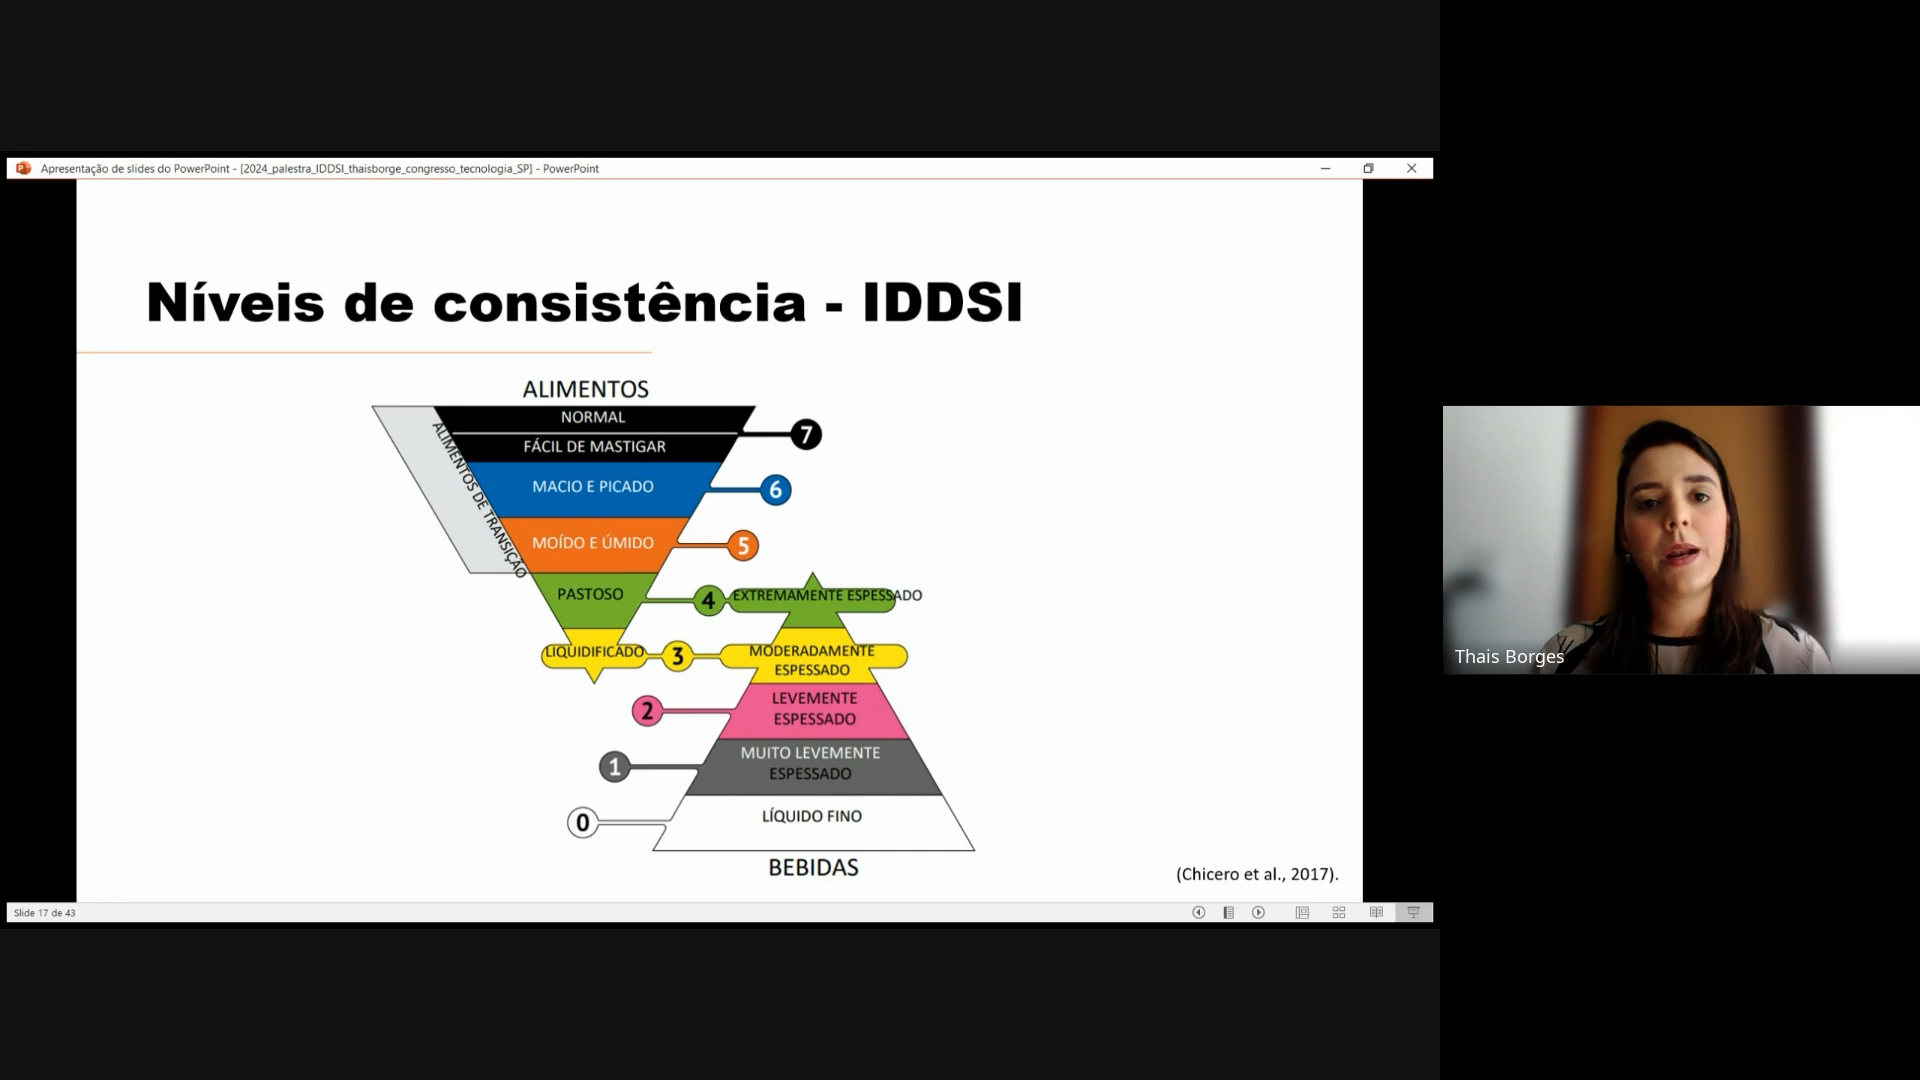 Apresentação de slides do PowerPoint - [2024_palestra_IDDSI_thaisborge_congresso_tecnologia_SP] - PowerPoint
Níveis de consistência - IDDSI
ALIMENTOS
NORMAL
FÁCIL DE MASTIGAR
7
MACIO E PICADO
6
MOÍDO E ÚMIDO
5
ALIMENTOS DE TRANSIÇÃO
PASTOSO
4
EXTREMAMENTE ESPESSADO
LIQUIDIFICADO
3
MODERADAMENTE
ESPESSADO
2
LEVEMENTE
ESPESSADO
1
MUITO LEVEMENTE
ESPESSADO
0
LÍQUIDO FINO
BEBIDAS
(Chicero et al., 2017).
Slide 17 de 43
Thais Borges